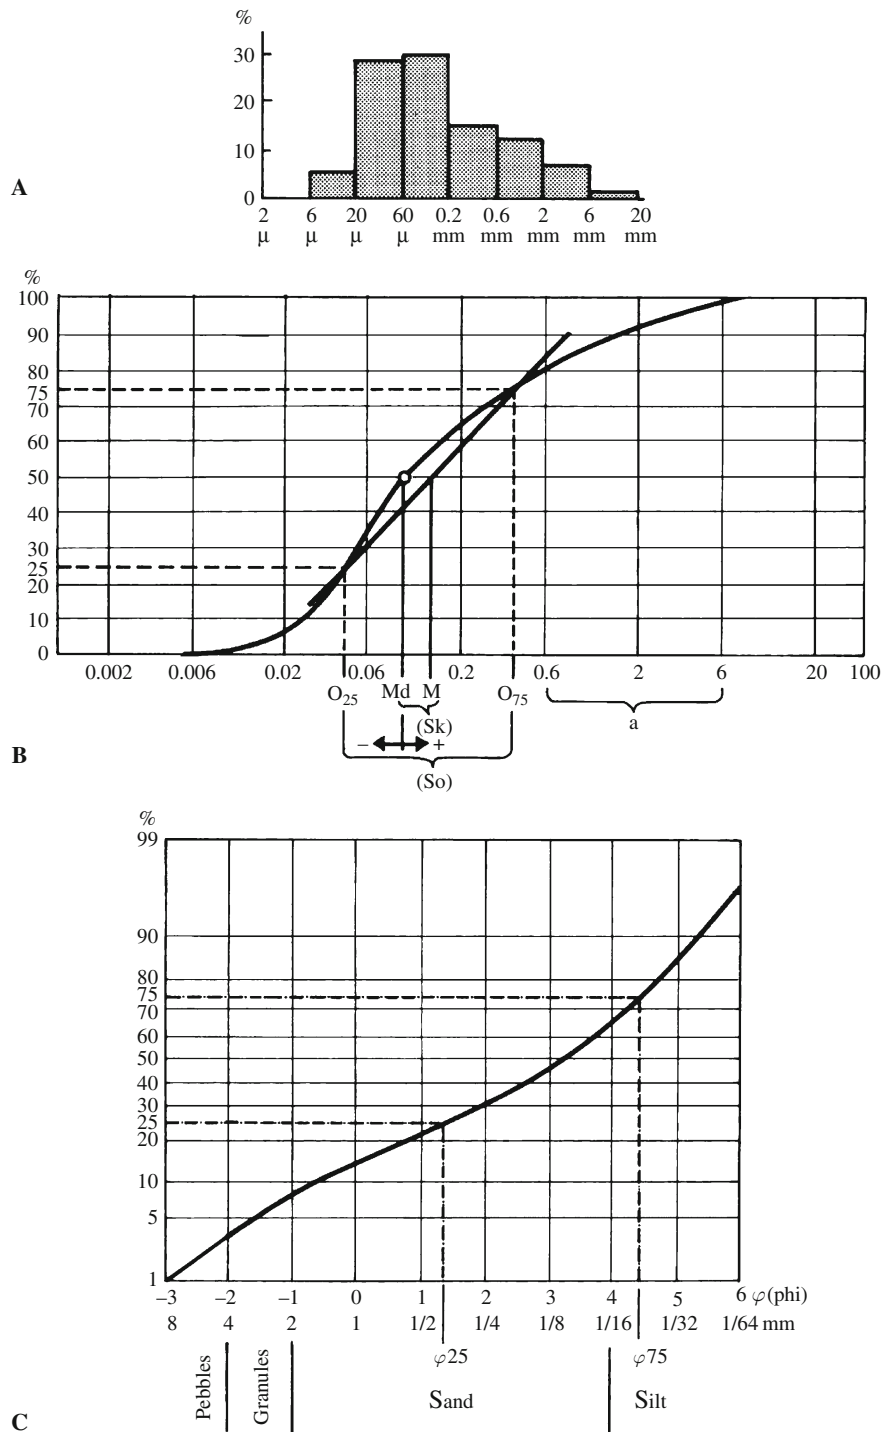 %
30
20
10
0
A
2 6 20 60 0.2 0.6 2 6 20
μ μ μ μ mm mm mm mm mm
%
100
90
80
75
70
60
50
40
30
25
20
10
0
0.002 0.006 0.02 0.06 0.2 0.6 2 6 20 100
O25 Md M O75
(Sk) a
– +
B
(So)
%
99
90
80
75
70
60
50
40
30
25
20
10
5
1
–3 –2 –1 0 1 2 3 4 5 6 φ(phi)
8 4 2 1 1/2 1/4 1/8 1/16 1/32 1/64 mm
φ25 φ75
Pebbles Granules Sand Silt
C